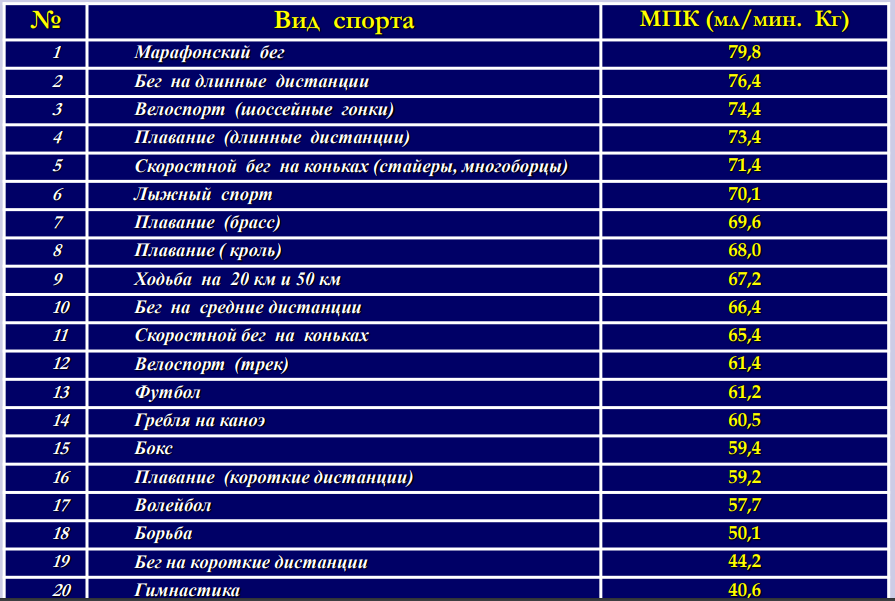 № Вид спорта МПК (мл/мин. Кг)
1 Марафонский бег 79,8
2 Бег на длинные дистанции 76,4
3 Велоспорт (шоссейные гонки) 74,4
4 Плавание (длинные дистанции) 73,4
5 Скоростной бег на коньках (стайеры, многоборцы) 71,4
6 Лыжный спорт 70,1
7 Плавание (брасс) 69,6
8 Плавание ( кроль) 68,0
9 Ходьба на 20 км и 50 км 67,2
10 Бег на средние дистанции 66,4
11 Скоростной бег на коньках 65,4
12 Велоспорт (трек) 61,4
13 Футбол 61,2
14 Гребля на каноэ 60,5
15 Бокс 59,4
16 Плавание (короткие дистанции) 59,2
17 Волейбол 57,7
18 Борьба 50,1
19 Бег на короткие дистанции 44,2
20 Гимнастика 40,6